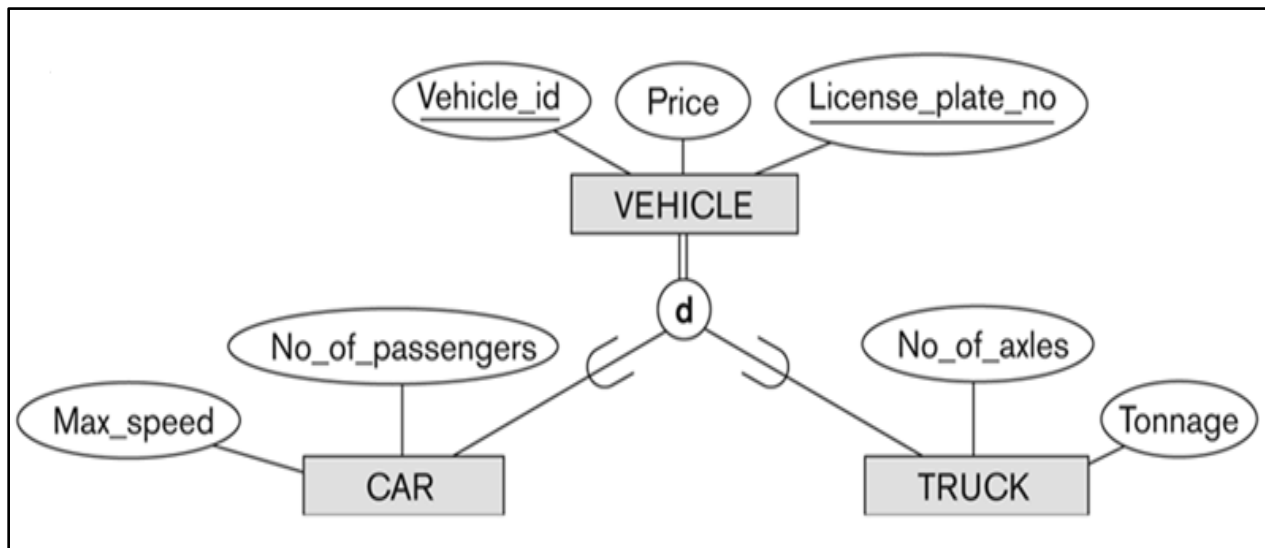 Vehicle_id
Price
License_plate_no
VEHICLE
d
No_of_passengers
No_of_axles
Max_speed
Tonnage
CAR
TRUCK